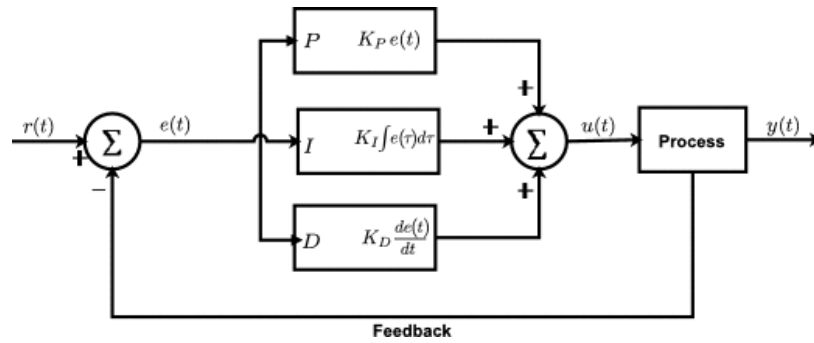 P K_P e(t)
r(t) e(t)
+
−
Σ
I K_I ∫ e(τ)dτ
D K_D de(t)/dt
+
+
+
Σ
u(t)
Process
y(t)
Feedback